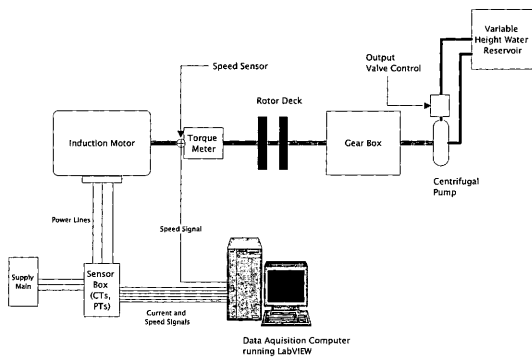 Variable
Height Water
Reservoir
Output
Valve Control
Speed Sensor
Rotor Deck
Induction Motor
Torque
Meter
Gear Box
Centrifugal
Pump
Power Lines
Speed Signal
Supply
Main
Sensor
Box
(CTs,
PTs)
Current and
Speed Signals
Data Aquisition Computer
running LabVIEW